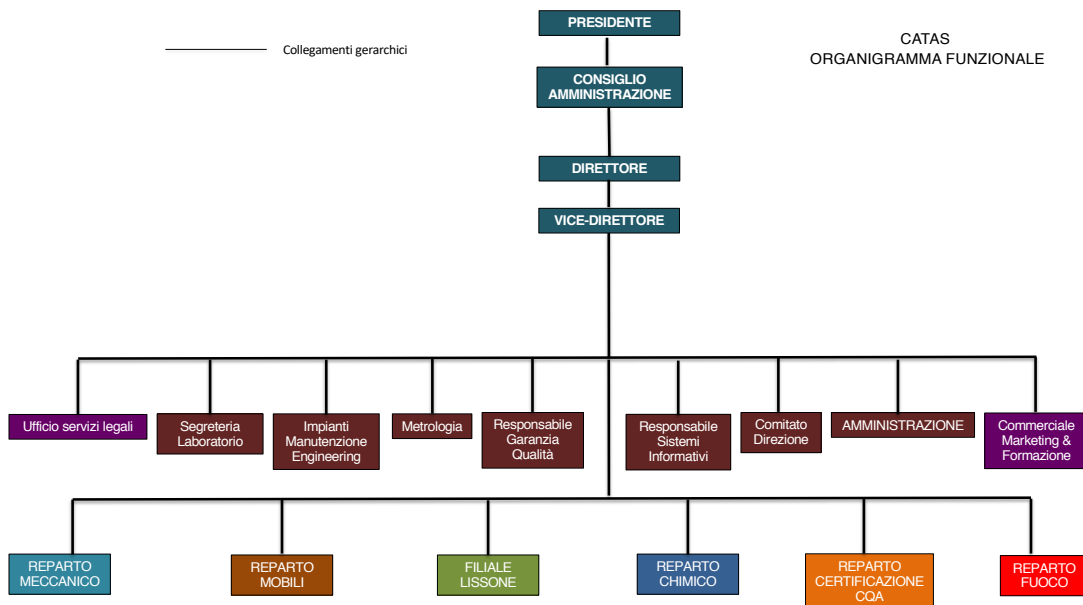 PRESIDENTE
Collegamenti gerarchici
CATAS
ORGANIGRAMMA FUNZIONALE
CONSIGLIO
AMMINISTRAZIONE
DIRETTORE
VICE-DIRETTORE
Ufficio servizi legali
Segreteria
Laboratorio
Impianti
Manutenzione
Engineering
Metrologia
Responsabile
Garanzia
Qualità
Responsabile
Sistemi
Informativi
Comitato
Direzione
AMMINISTRAZIONE
Commerciale
Marketing &
Formazione
REPARTO
MECCANICO
REPARTO
MOBILI
FILIALE
LISSONE
REPARTO
CHIMICO
REPARTO
CERTIFICAZIONE
CQA
REPARTO
FUOCO